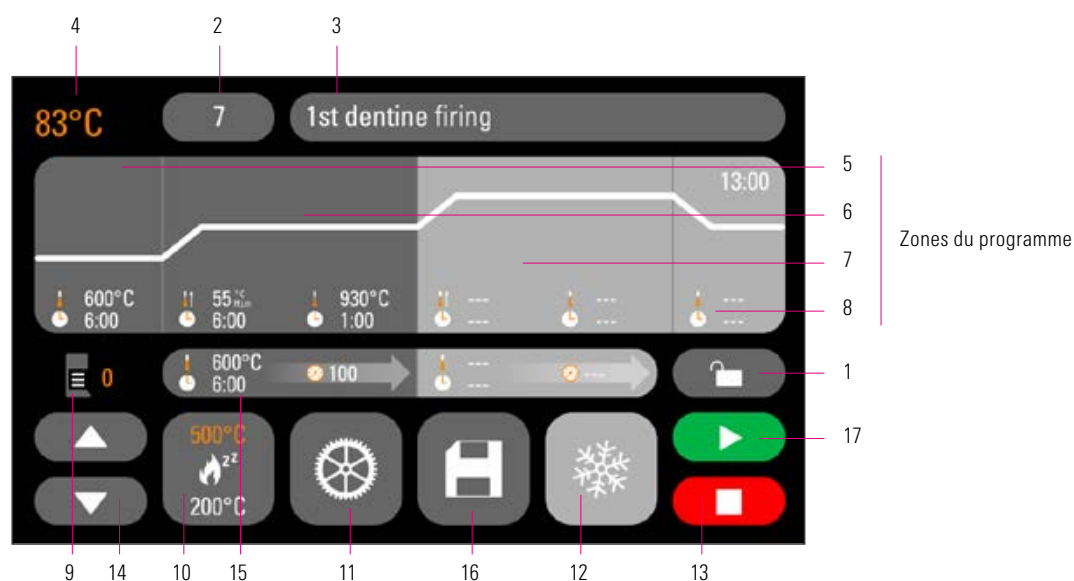 4 2 3
83°C 7 1st dentine firing
5
13:00
6
Zones du programme
7
600°C 55 °C/Min 930°C --- --- ---
6:00 6:00 1:00 --- --- ---
8
0 600°C 100 --- ---
6:00 ---
1
500°C
zz
200°C
17
9 14 10 15 11 16 12 13